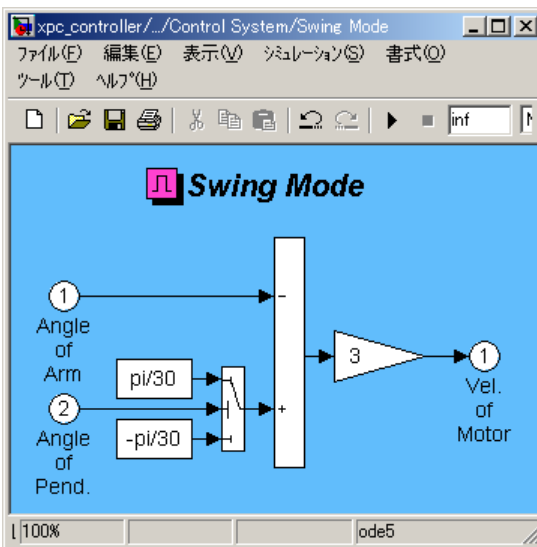 xpc_controller/.../Control System/Swing Mode
ファイル(F) 編集(E) 表示(V) シミュレーション(S) 書式(O)
ツール(T) ヘルプ(H)
inf
Swing Mode
1
Angle
of
Arm
pi/30
2
Angle
of
Pend.
-pi/30
-
+
3
1
Vel.
of
Motor
100%
ode5